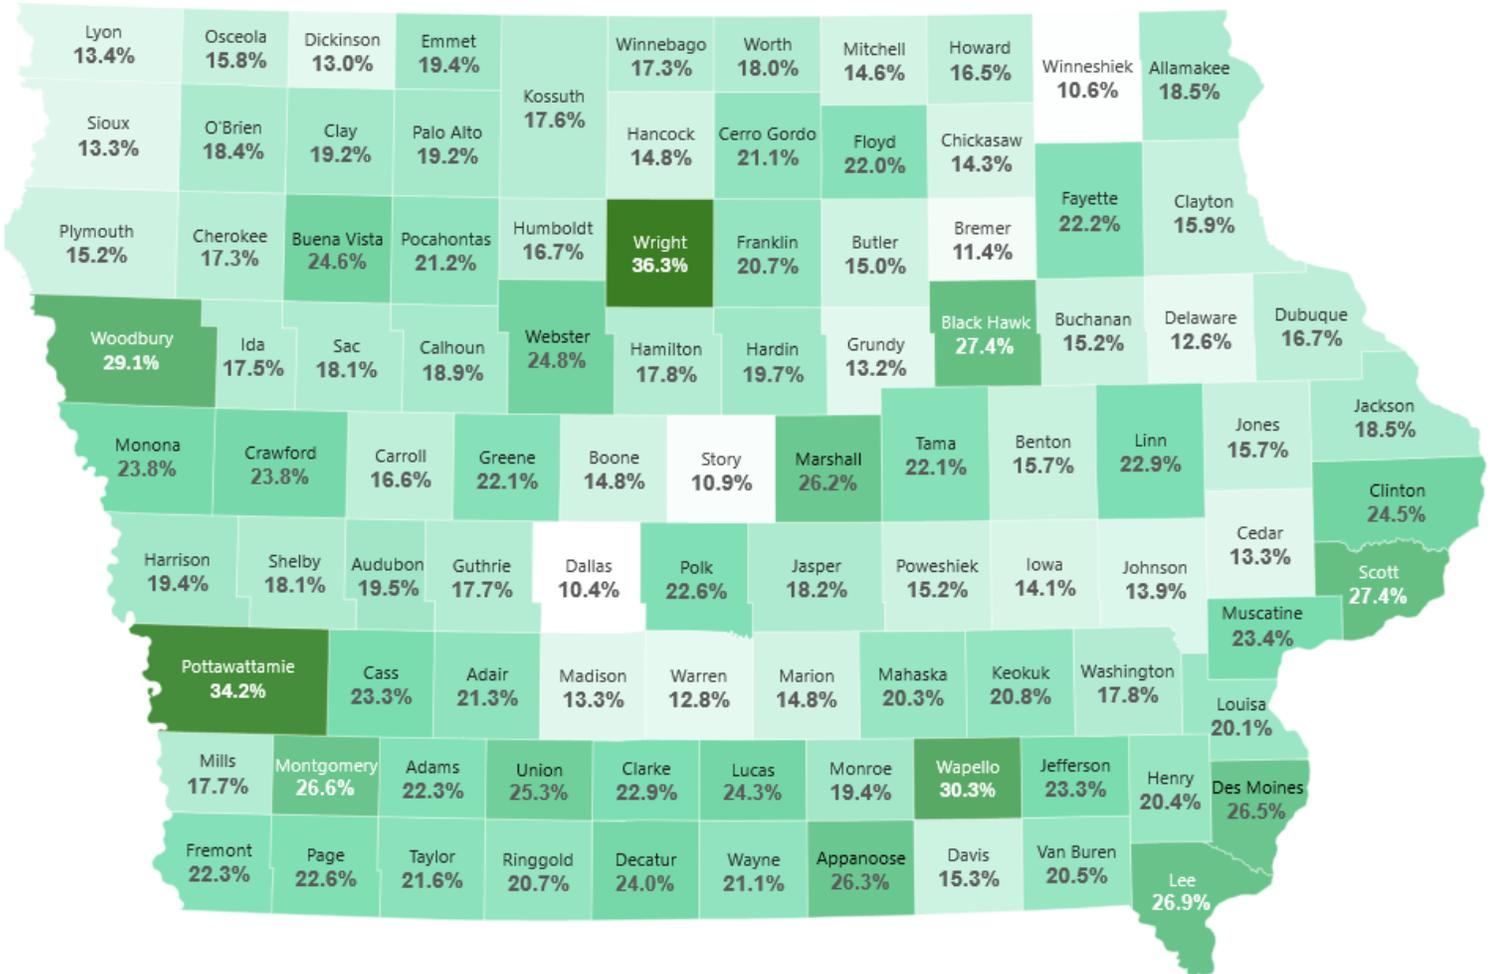 Lyon
13.4%
Osceola
15.8%
Dickinson
13.0%
Emmet
19.4%
Kossuth
17.6%
Winnebago
17.3%
Worth
18.0%
Mitchell
14.6%
Howard
16.5%
Winneshiek
10.6%
Allamakee
18.5%
Sioux
13.3%
O'Brien
18.4%
Clay
19.2%
Palo Alto
19.2%
Hancock
14.8%
Cerro Gordo
21.1%
Floyd
22.0%
Chickasaw
14.3%
Fayette
22.2%
Clayton
15.9%
Plymouth
15.2%
Cherokee
17.3%
Buena Vista
24.6%
Pocahontas
21.2%
Humboldt
16.7%
Wright
36.3%
Franklin
20.7%
Butler
15.0%
Bremer
11.4%
Woodbury
29.1%
Ida
17.5%
Sac
18.1%
Calhoun
18.9%
Webster
24.8%
Hamilton
17.8%
Hardin
19.7%
Grundy
13.2%
Black Hawk
27.4%
Buchanan
15.2%
Delaware
12.6%
Dubuque
16.7%
Monona
23.8%
Crawford
23.8%
Carroll
16.6%
Greene
22.1%
Boone
14.8%
Story
10.9%
Marshall
26.2%
Tama
22.1%
Benton
15.7%
Linn
22.9%
Jones
15.7%
Jackson
18.5%
Clinton
24.5%
Harrison
19.4%
Shelby
18.1%
Audubon
19.5%
Guthrie
17.7%
Dallas
10.4%
Polk
22.6%
Jasper
18.2%
Poweshiek
15.2%
Iowa
14.1%
Johnson
13.9%
Cedar
13.3%
Scott
27.4%
Muscatine
23.4%
Pottawattamie
34.2%
Cass
23.3%
Adair
21.3%
Madison
13.3%
Warren
12.8%
Marion
14.8%
Mahaska
20.3%
Keokuk
20.8%
Washington
17.8%
Louisa
20.1%
Mills
17.7%
Montgomery
26.6%
Adams
22.3%
Union
25.3%
Clarke
22.9%
Lucas
24.3%
Monroe
19.4%
Wapello
30.3%
Jefferson
23.3%
Henry
20.4%
Des Moines
26.5%
Fremont
22.3%
Page
22.6%
Taylor
21.6%
Ringgold
20.7%
Decatur
24.0%
Wayne
21.1%
Appanoose
26.3%
Davis
15.3%
Van Buren
20.5%
Lee
26.9%